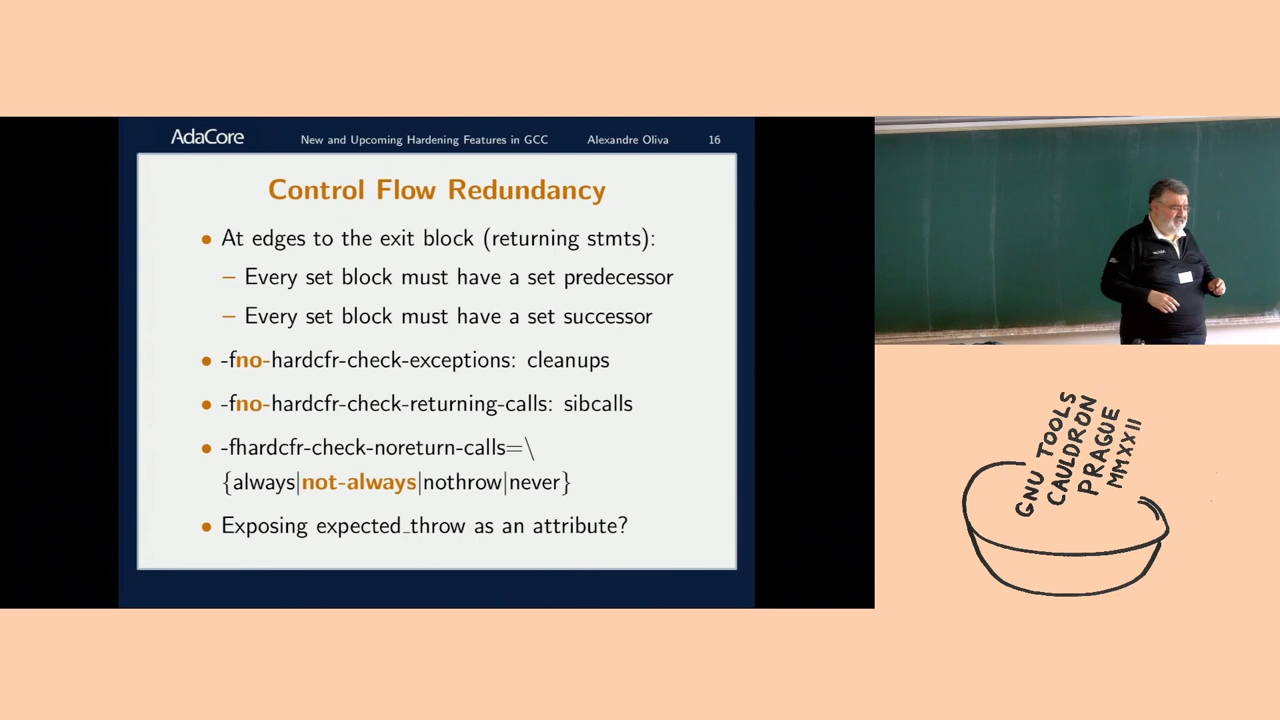 AdaCore New and Upcoming Hardening Features in GCC Alexandre Oliva 16
Control Flow Redundancy
• At edges to the exit block (returning stmts):
– Every set block must have a set predecessor
– Every set block must have a set successor
• -fno-hardcfr-check-exceptions: cleanups
• -fno-hardcfr-check-returning-calls: sibcalls
• -fhardcfr-check-noreturn-calls=\
{always|not-always|nothrow|never}
• Exposing expected_throw as an attribute?
GNU TOOLS
CAULDRON
PRAGUE
MMXXII